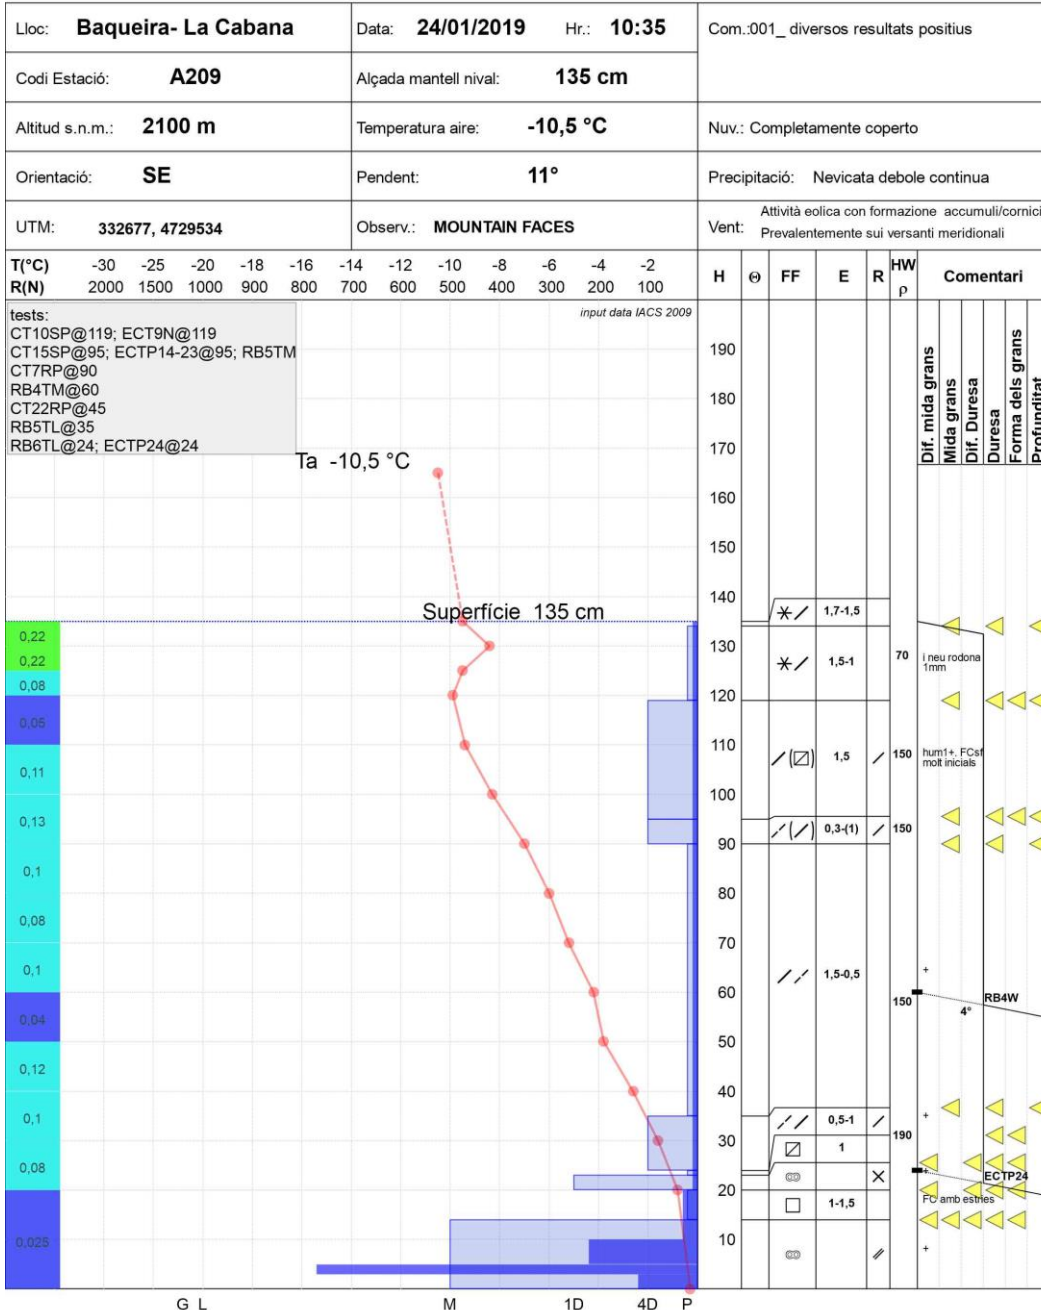 Lloc: Baqueira- La Cabana
Data: 24/01/2019 Hr.: 10:35
Com.:001_ diversos resultats positius
Codi Estació: A209
Alçada mantell nival: 135 cm
Altitud s.n.m.: 2100 m
Temperatura aire: -10,5 °C
Nuv.: Completamente coperto
Orientació: SE
Pendent: 11°
Precipitació: Nevicata debole continua
UTM: 332677, 4729534
Observ.: MOUNTAIN FACES
Vent: Attività eolica con formazione accumuli/cornici
Prevalentemente sui versanti meridionali
T(°C) -30 -25 -20 -18 -16 -14 -12 -10 -8 -6 -4 -2
R(N) 2000 1500 1000 900 800 700 600 500 400 300 200 100
H Θ FF E R HW ρ Comentari
tests:
CT10SP@119; ECT9N@119
CT15SP@95; ECTP14-23@95; RB5TM
CT7RP@90
RB4TM@60
CT22RP@45
RB5TL@35
RB6TL@24; ECTP24@24
input data IACS 2009
Dif. mida grans
Mida grans
Dif. Duresa
Duresa
Forma dels grans
Profunditat
Ta -10,5 °C
Superfície 135 cm
190
180
170
160
150
140
130
120
110
100
90
80
70
60
50
40
30
20
10
0,22
0,22
0,08
0,05
0,11
0,13
0,1
0,08
0,1
0,04
0,12
0,1
0,08
0,025
1,7-1,5
1,5-1
1,5
0,3-(1)
1,5-0,5
0,5-1
1
1-1,5
70
150
150
150
190
i neu rodona
1mm
hum1+. FCsf
molt inicials
RB4W
4°
ECTP24
FC amb estries
G L M 1D 4D P